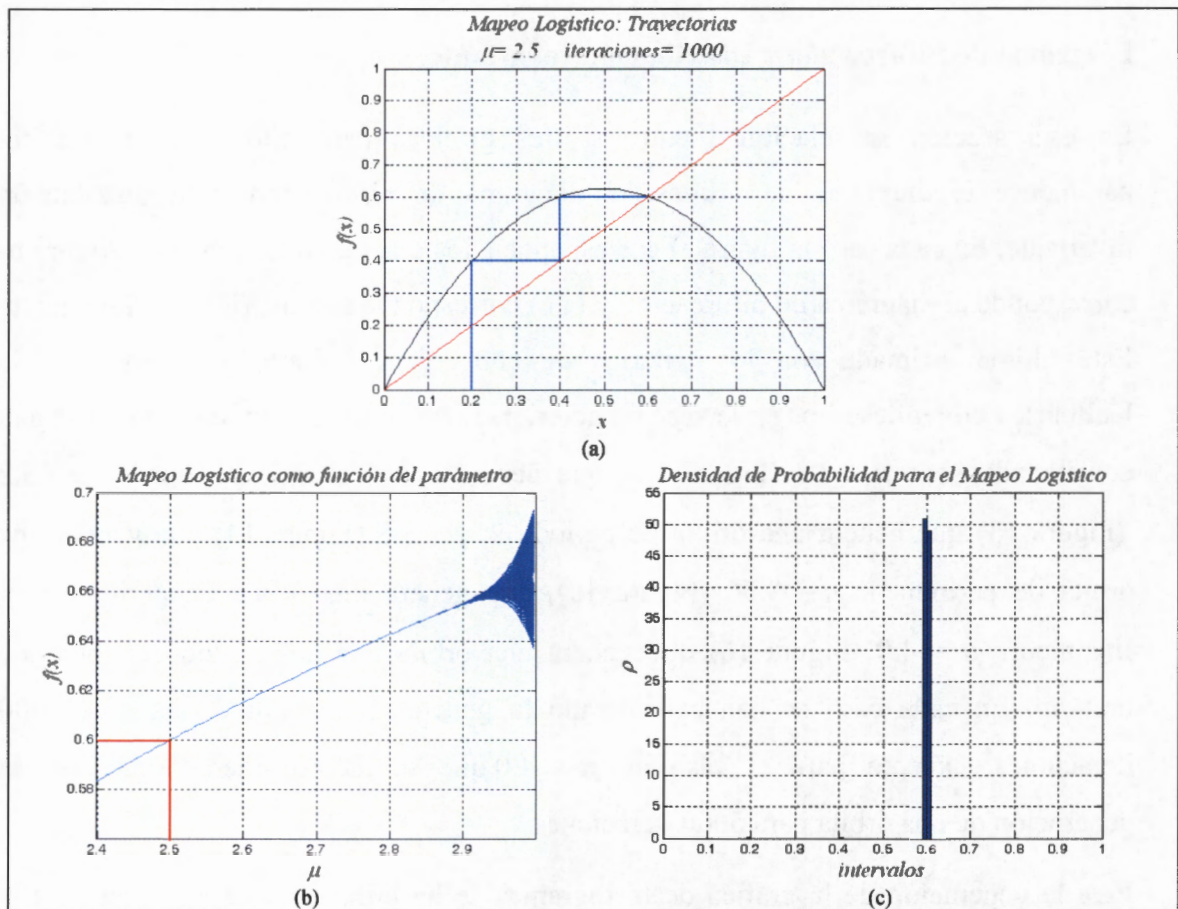 Mapeo Logístico: Trayectorias
μ= 2.5 iteraciones= 1000
1
0.9
0.8
0.7
0.6
0.5
0.4
0.3
0.2
0.1
0
f(x)
0 0.1 0.2 0.3 0.4 0.5 0.6 0.7 0.8 0.9 1
x
(a)
Mapeo Logístico como función del parámetro
0.7
0.68
0.66
0.64
0.62
0.6
0.58
f(x)
2.4 2.5 2.6 2.7 2.8 2.9
μ
(b)
Densidad de Probabilidad para el Mapeo Logístico
55
50
45
40
35
30
25
20
15
10
5
0
ρ
0 0.1 0.2 0.3 0.4 0.5 0.6 0.7 0.8 0.9 1
intervalos
(c)